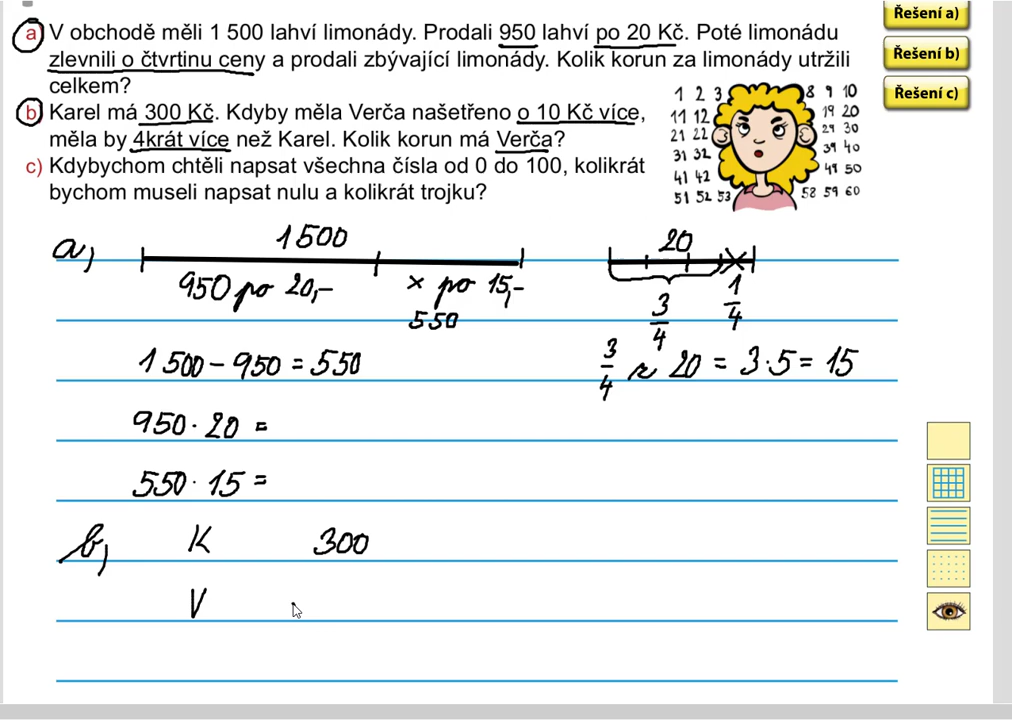 a) V obchodě měli 1 500 lahví limonády. Prodali 950 lahví po 20 Kč. Poté limonádu
zlevnili o čtvrtinu ceny a prodali zbývající limonády. Kolik korun za limonády utržili
celkem?
b) Karel má 300 Kč. Kdyby měla Verča našetřeno o 10 Kč více,
měla by 4krát více než Karel. Kolik korun má Verča?
c) Kdybychom chtěli napsat všechna čísla od 0 do 100, kolikrát
bychom museli napsat nulu a kolikrát trojku?
Řešení a)
Řešení b)
Řešení c)
1 2 3 8 9 10
11 12 19 20
21 22 29 30
31 32 39 40
41 42 49 50
51 52 53 58 59 60
a) 1500 20
950 po 20,- x po 15,- 3/4 1/4
550
1 500 - 950 = 550 3/4 z 20 = 3·5 = 15
950 · 20 =
550 · 15 =
b) K 300
V